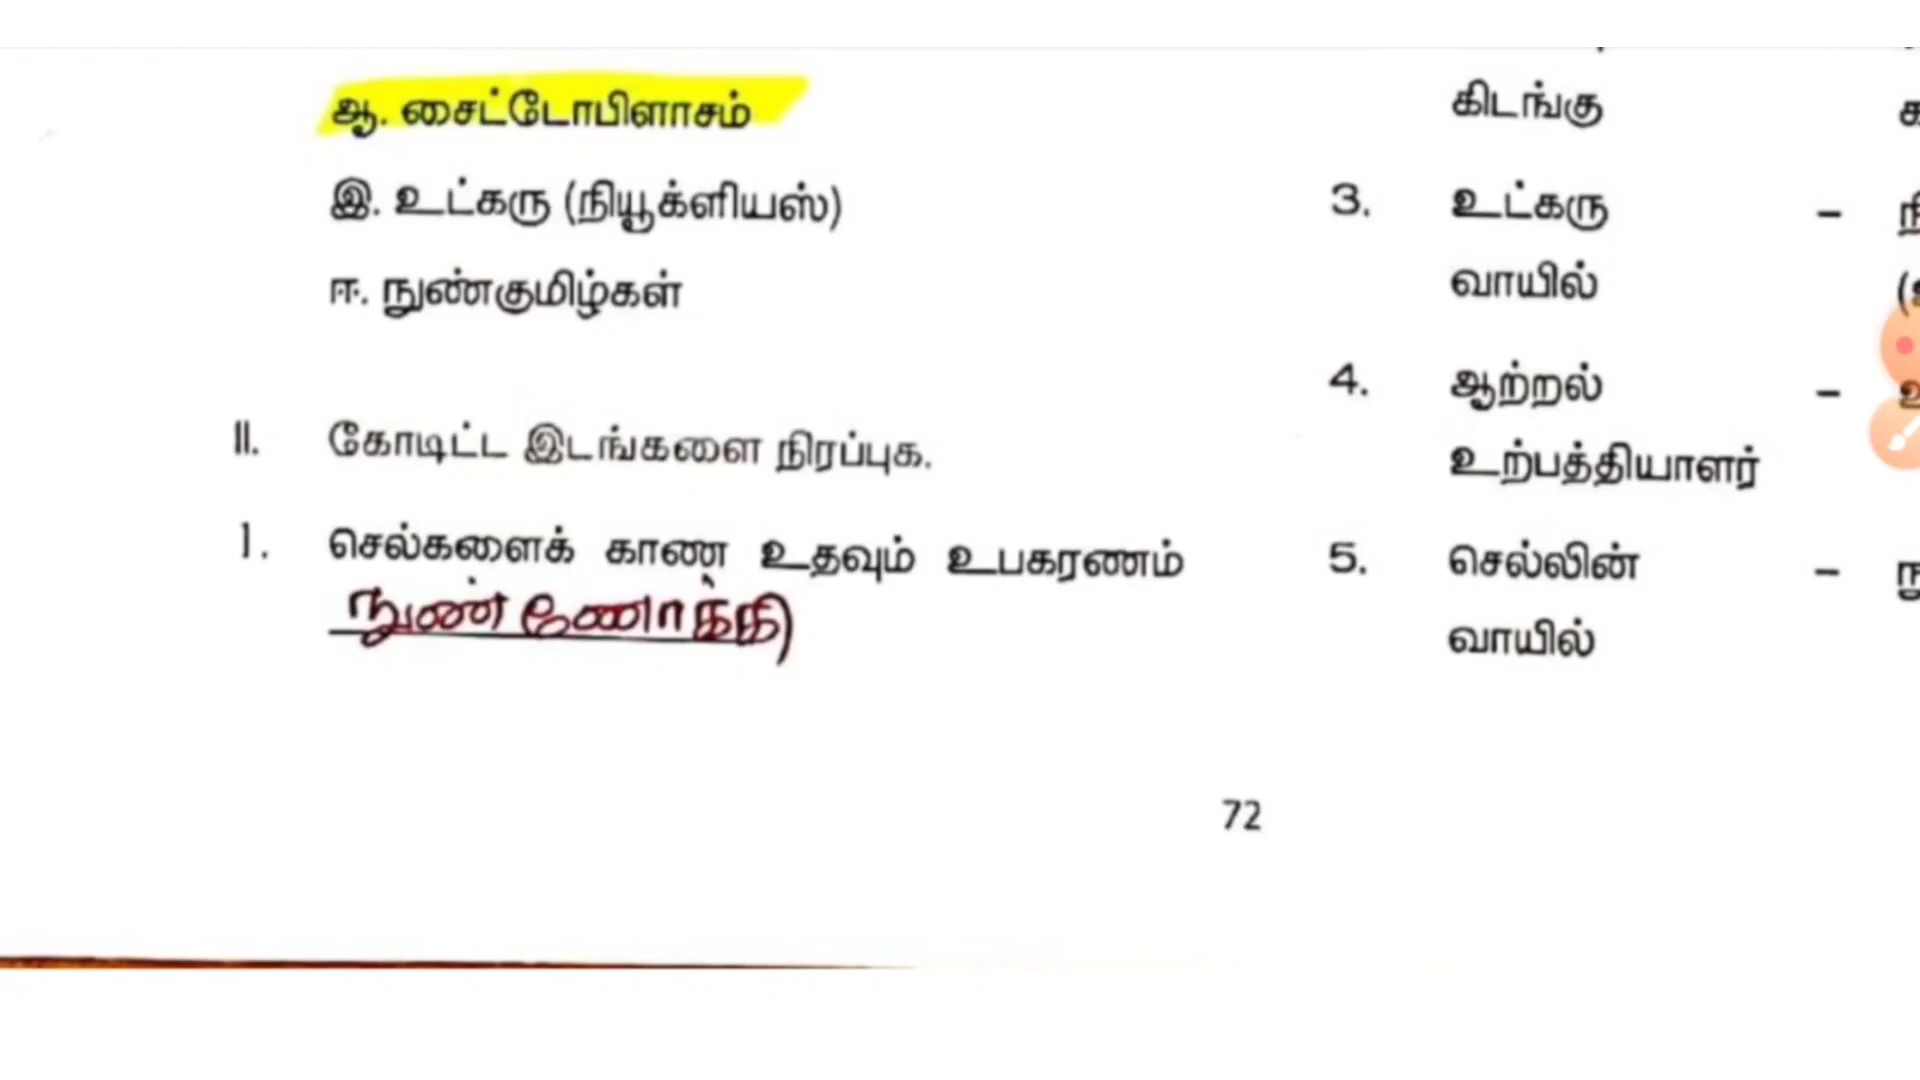 ஆ. சைட்டோபிளாசம்
இ. உட்கரு (நியூக்ளியஸ்)
ஈ. நுண்குமிழ்கள்
II. கோடிட்ட இடங்களை நிரப்புக.
1. செல்களைக் காண உதவும் உபகரணம்
நுண்ணோக்கி
கிடங்கு
3. உட்கரு –
வாயில்
4. ஆற்றல் –
உற்பத்தியாளர்
5. செல்லின் –
வாயில்
72